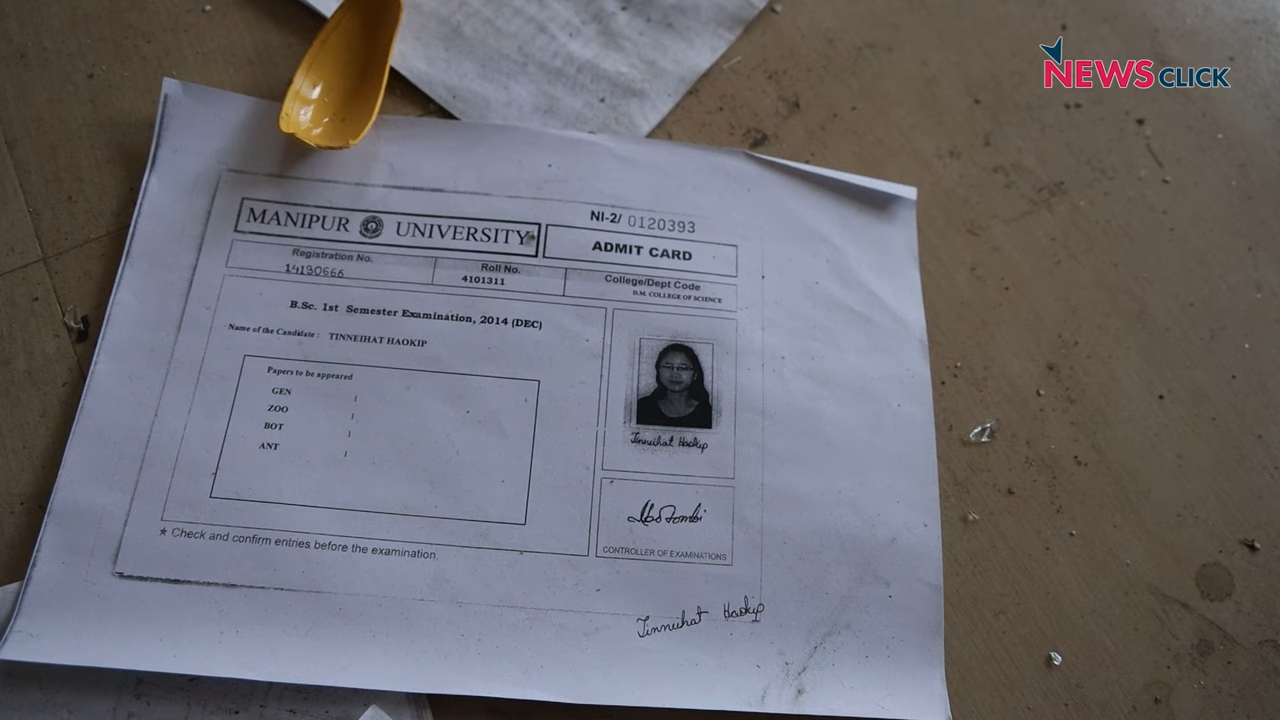 NEWSCLICK
MANIPUR UNIVERSITY
NI-2/ 0120393
ADMIT CARD
Registration No.
14130666
Roll No.
4101311
College/Dept Code
D.M. COLLEGE OF SCIENCE
B.Sc. 1st Semester Examination, 2014 (DEC)
Name of the Candidate : TINNEIHAT HAOKIP
Papers to be appeared
GEN I
ZOO I
BOT I
ANT I
Tinneihat Haokip
CONTROLLER OF EXAMINATIONS
★ Check and confirm entries before the examination.
Tinneihat Haokip